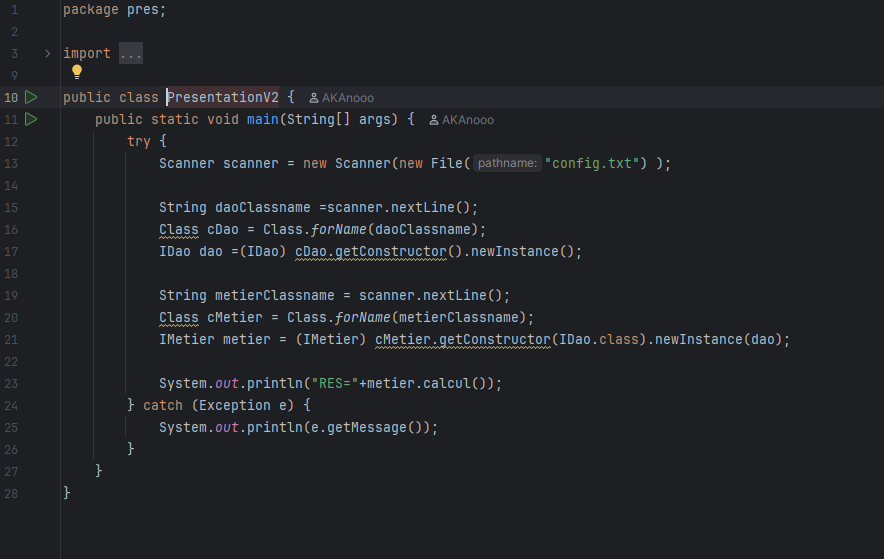 1 package pres;
2
3 import ...
9
10 public class PresentationV2 { AKAnooo
11 public static void main(String[] args) { AKAnooo
12 try {
13 Scanner scanner = new Scanner(new File( pathname: "config.txt") );
14
15 String daoClassname =scanner.nextLine();
16 Class cDao = Class.forName(daoClassname);
17 IDao dao =(IDao) cDao.getConstructor().newInstance();
18
19 String metierClassname = scanner.nextLine();
20 Class cMetier = Class.forName(metierClassname);
21 IMetier metier = (IMetier) cMetier.getConstructor(IDao.class).newInstance(dao);
22
23 System.out.println("RES="+metier.calcul());
24 } catch (Exception e) {
25 System.out.println(e.getMessage());
26 }
27 }
28 }